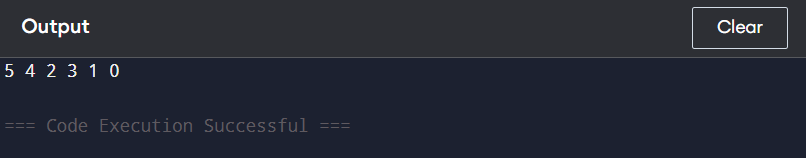 Output
Clear
5 4 2 3 1 0
=== Code Execution Successful ===